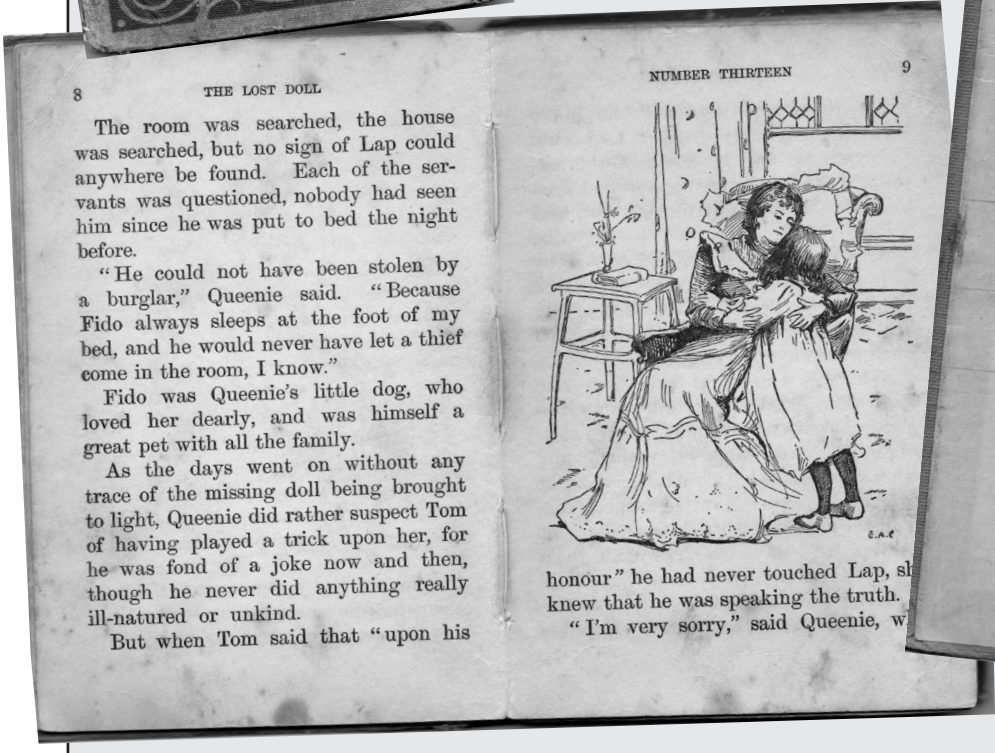 8
THE LOST DOLL
The room was searched, the house
was searched, but no sign of Lap could
anywhere be found. Each of the ser-
vants was questioned, nobody had seen
him since he was put to bed the night
before.
“He could not have been stolen by
a burglar,” Queenie said. “Because
Fido always sleeps at the foot of my
bed, and he would never have let a thief
come in the room, I know.”
Fido was Queenie’s little dog, who
loved her dearly, and was himself a
great pet with all the family.
As the days went on without any
trace of the missing doll being brought
to light, Queenie did rather suspect Tom
of having played a trick upon her, for
he was fond of a joke now and then,
though he never did anything really
ill-natured or unkind.
But when Tom said that “upon his
NUMBER THIRTEEN
9
honour” he had never touched Lap,
knew that he was speaking the truth.
“I’m very sorry,” said Queenie,